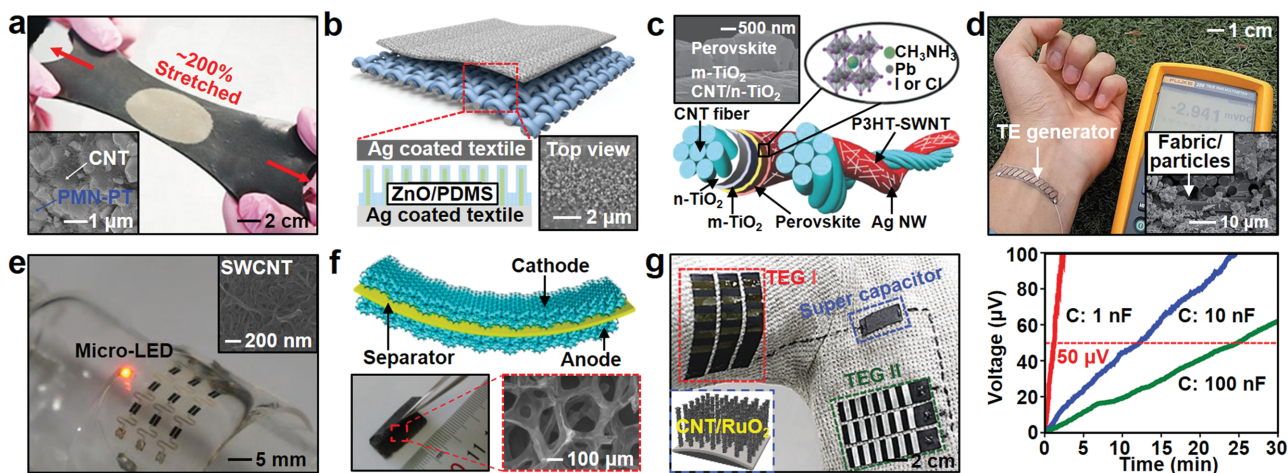 a
~200%
Stretched
CNT
PMN-PT
1 µm
2 cm
b
Ag coated textile
ZnO/PDMS
Ag coated textile
Top view
2 µm
c
500 nm
Perovskite
m-TiO₂
CNT/n-TiO₂
CH₃NH₃
Pb
I or Cl
CNT fiber
P3HT-SWNT
n-TiO₂
m-TiO₂
Perovskite
Ag NW
d
1 cm
FLUKE
-2.941
mVDC
TE generator
Fabric/
particles
10 µm
e
SWCNT
200 nm
Micro-LED
5 mm
f
Cathode
Separator
Anode
100 µm
g
TEG I
Super capacitor
TEG II
CNT/RuO₂
2 cm
Voltage (µV)
100
80
60
40
20
0
C: 1 nF
C: 10 nF
50 µV
C: 100 nF
0 5 10 15 20 25 30
Time (min)